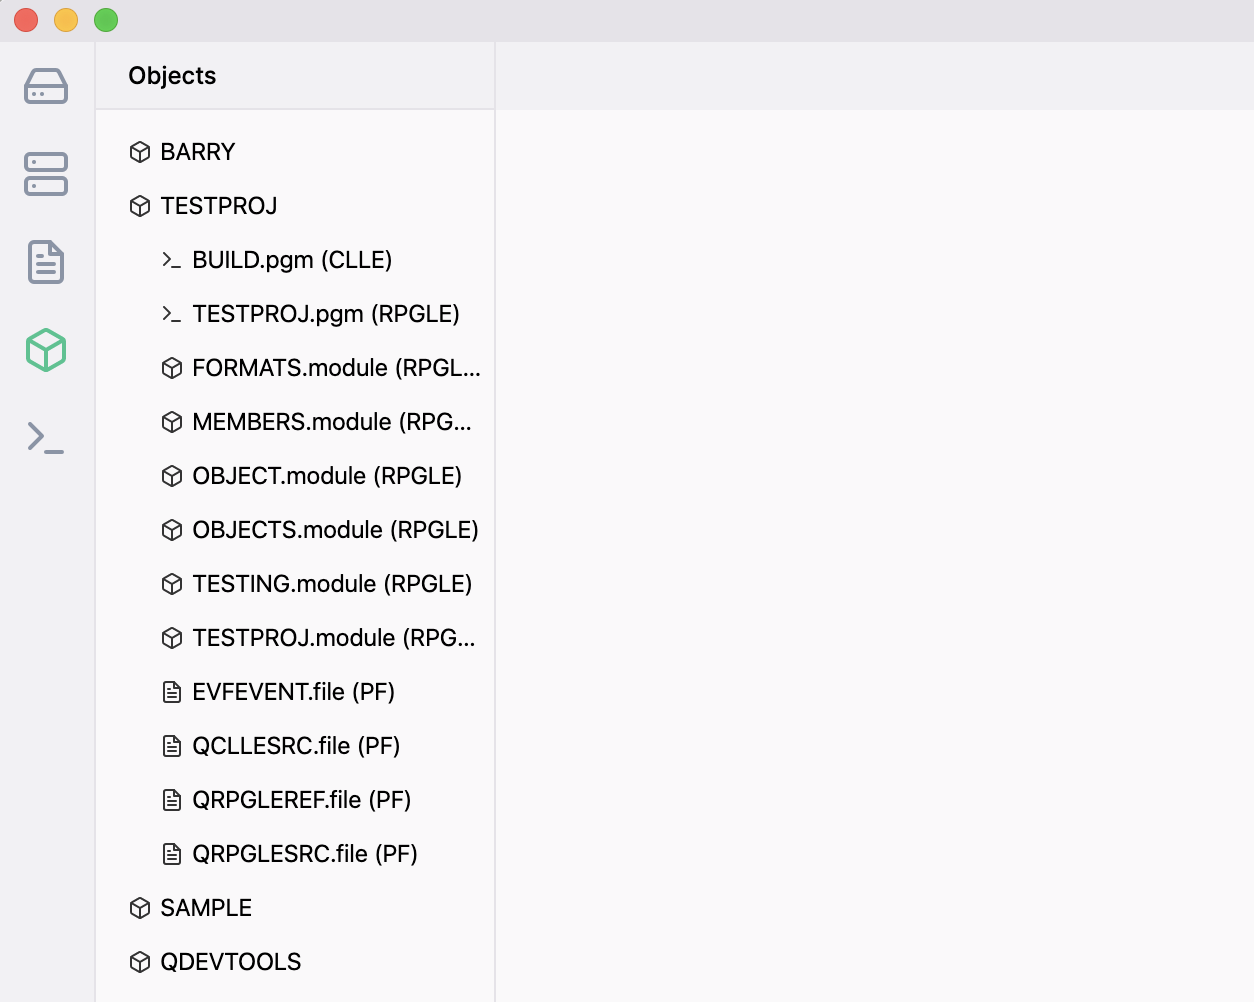 Objects
BARRY
TESTPROJ
BUILD.pgm (CLLE)
TESTPROJ.pgm (RPGLE)
FORMATS.module (RPGL...
MEMBERS.module (RPG...
OBJECT.module (RPGLE)
OBJECTS.module (RPGLE)
TESTING.module (RPGLE)
TESTPROJ.module (RPG...
EVFEVENT.file (PF)
QCLLESRC.file (PF)
QRPGLEREF.file (PF)
QRPGLESRC.file (PF)
SAMPLE
QDEVTOOLS